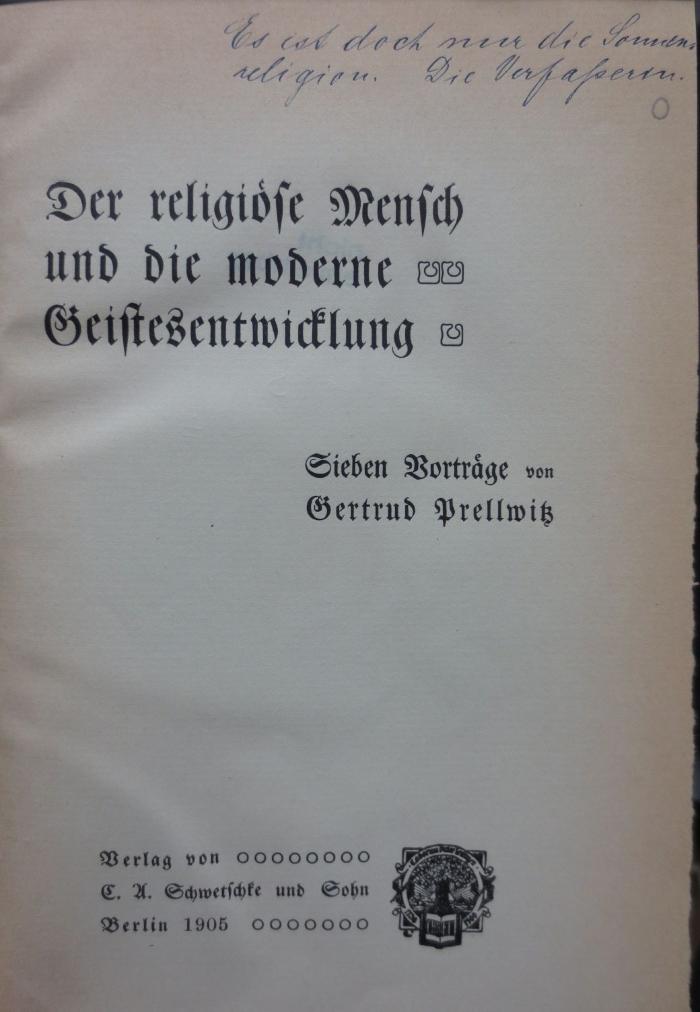 Es ist doch nur die Sonnen-
religion. Die Verfaßerin.
Der religiöſe Menſch
und die moderne
Geiſtesentwicklung
Sieben Vorträge von
Gertrud Prellwitz
Verlag von
C. A. Schwetſchke und Sohn
Berlin 1905